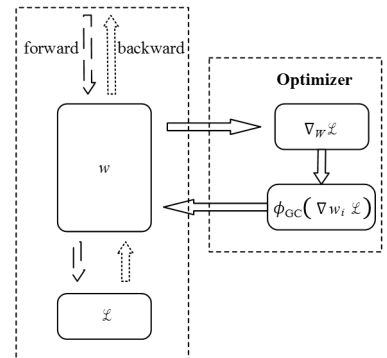 forward backward
Optimizer
w
∇_W ℒ
ϕ_GC(∇w_i ℒ)
ℒ